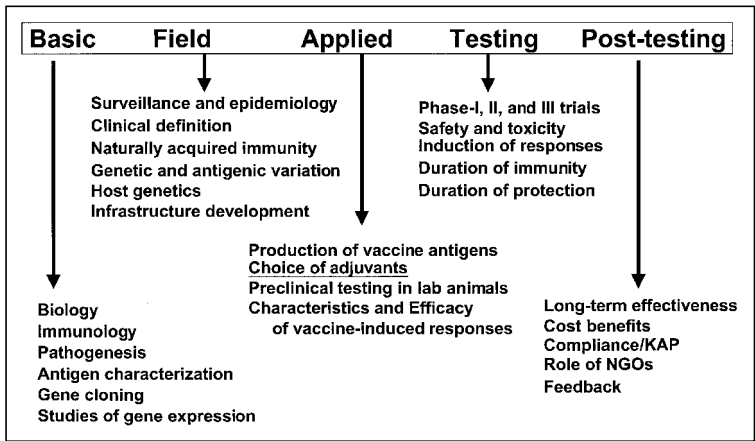 Basic Field Applied Testing Post-testing
Surveillance and epidemiology
Clinical definition
Naturally acquired immunity
Genetic and antigenic variation
Host genetics
Infrastructure development
Phase-I, II, and III trials
Safety and toxicity
Induction of responses
Duration of immunity
Duration of protection
Production of vaccine antigens
Choice of adjuvants
Preclinical testing in lab animals
Characteristics and Efficacy
of vaccine-induced responses
Biology
Immunology
Pathogenesis
Antigen characterization
Gene cloning
Studies of gene expression
Long-term effectiveness
Cost benefits
Compliance/KAP
Role of NGOs
Feedback